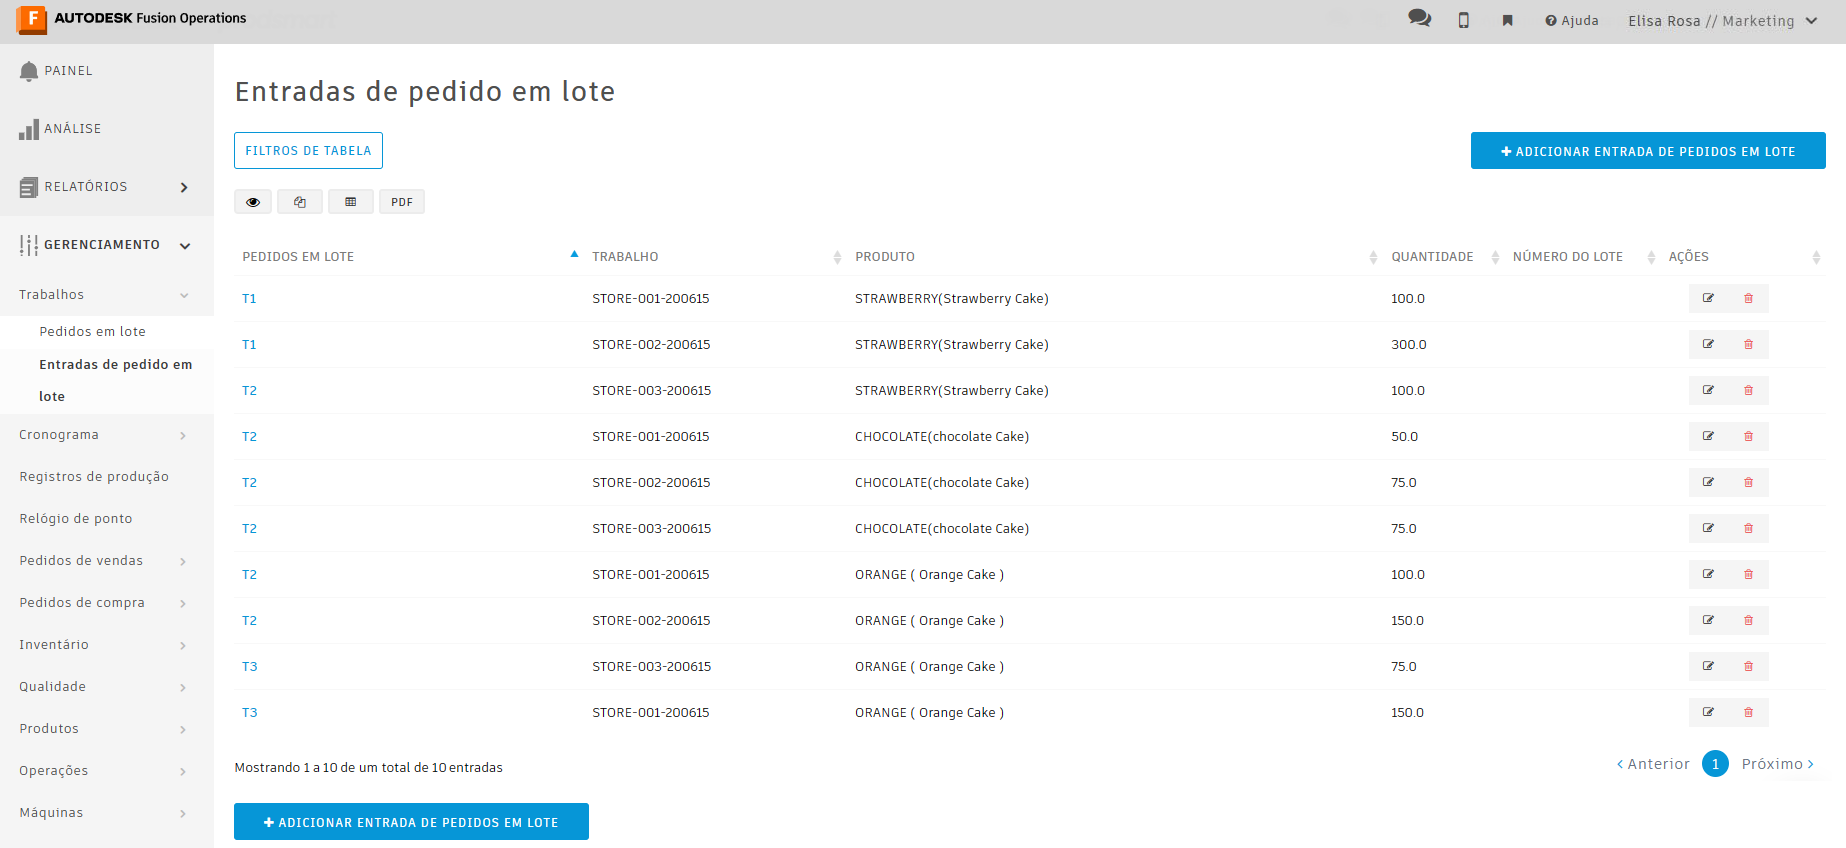 AUTODESK Fusion Operations
Ajuda
Elisa Rosa // Marketing
PAINEL
ANÁLISE
RELATÓRIOS
GERENCIAMENTO
Trabalhos
Pedidos em lote
Entradas de pedido em
lote
Cronograma
Registros de produção
Relógio de ponto
Pedidos de vendas
Pedidos de compra
Inventário
Qualidade
Produtos
Operações
Máquinas
Entradas de pedido em lote
FILTROS DE TABELA
+ ADICIONAR ENTRADA DE PEDIDOS EM LOTE
PDF
PEDIDOS EM LOTE TRABALHO PRODUTO QUANTIDADE NÚMERO DO LOTE AÇÕES
T1 STORE-001-200615 STRAWBERRY(Strawberry Cake) 100.0
T1 STORE-002-200615 STRAWBERRY(Strawberry Cake) 300.0
T2 STORE-003-200615 STRAWBERRY(Strawberry Cake) 100.0
T2 STORE-001-200615 CHOCOLATE(chocolate Cake) 50.0
T2 STORE-002-200615 CHOCOLATE(chocolate Cake) 75.0
T2 STORE-003-200615 CHOCOLATE(chocolate Cake) 75.0
T2 STORE-001-200615 ORANGE ( Orange Cake ) 100.0
T2 STORE-002-200615 ORANGE ( Orange Cake ) 150.0
T3 STORE-003-200615 ORANGE ( Orange Cake ) 75.0
T3 STORE-001-200615 ORANGE ( Orange Cake ) 150.0
Mostrando 1 a 10 de um total de 10 entradas
< Anterior 1 Próximo >
+ ADICIONAR ENTRADA DE PEDIDOS EM LOTE